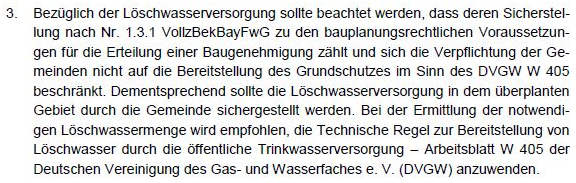 3. Bezüglich der Löschwasserversorgung sollte beachtet werden, dass deren Sicherstel-
lung nach Nr. 1.3.1 VollzBekBayFwG zu den bauplanungsrechtlichen Voraussetzun-
gen für die Erteilung einer Baugenehmigung zählt und sich die Verpflichtung der Ge-
meinden nicht auf die Bereitstellung des Grundschutzes im Sinn des DVGW W 405
beschränkt. Dementsprechend sollte die Löschwasserversorgung in dem überplanten
Gebiet durch die Gemeinde sichergestellt werden. Bei der Ermittlung der notwendi-
gen Löschwassermenge wird empfohlen, die Technische Regel zur Bereitstellung von
Löschwasser durch die öffentliche Trinkwasserversorgung – Arbeitsblatt W 405 der
Deutschen Vereinigung des Gas- und Wasserfaches e. V. (DVGW) anzuwenden.